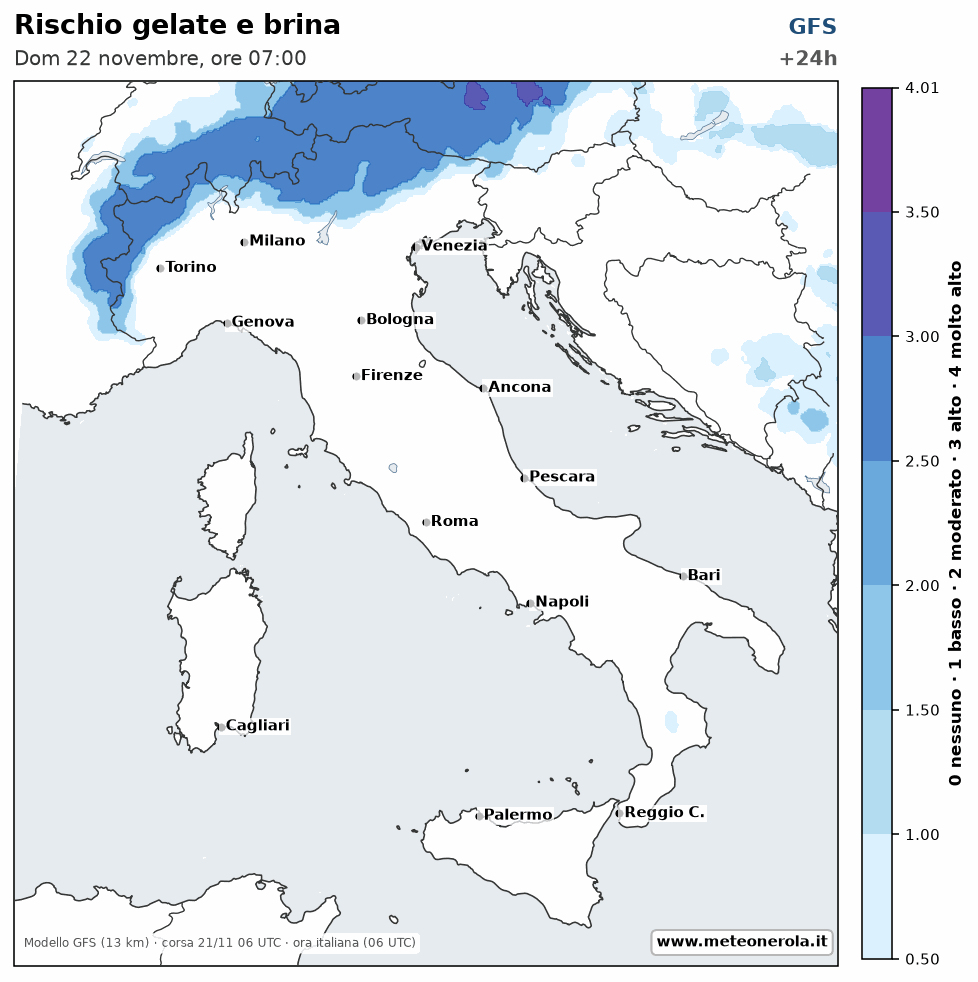 Rischio gelate e brina
GFS
Dom 22 novembre, ore 07:00
+24h
4.01
3.50
3.00
2.50
2.00
1.50
1.00
0.50
0 nessuno · 1 basso · 2 moderato · 3 alto · 4 molto alto
Milano
Venezia
Torino
Genova
Bologna
Firenze
Ancona
Pescara
Roma
Bari
Napoli
Cagliari
Palermo
Reggio C.
Modello GFS (13 km) · corsa 21/11 06 UTC · ora italiana (06 UTC)
www.meteonerola.it